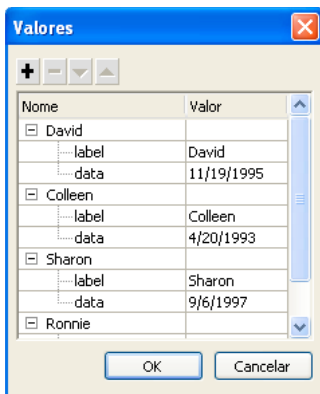 Valores
Nome Valor
David
label David
data 11/19/1995
Colleen
label Colleen
data 4/20/1993
Sharon
label Sharon
data 9/6/1997
Ronnie
OK Cancelar